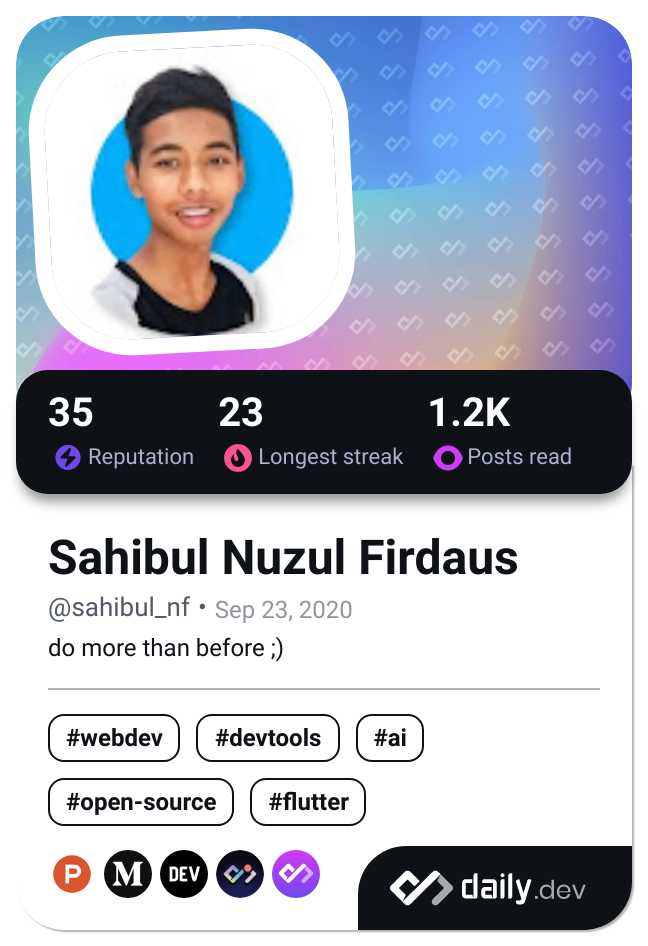 35 23 1.2K
Reputation Longest streak Posts read
Sahibul Nuzul Firdaus
@sahibul_nf • Sep 23, 2020
do more than before ;)
#webdev #devtools #ai
#open-source #flutter
P M DEV daily.dev